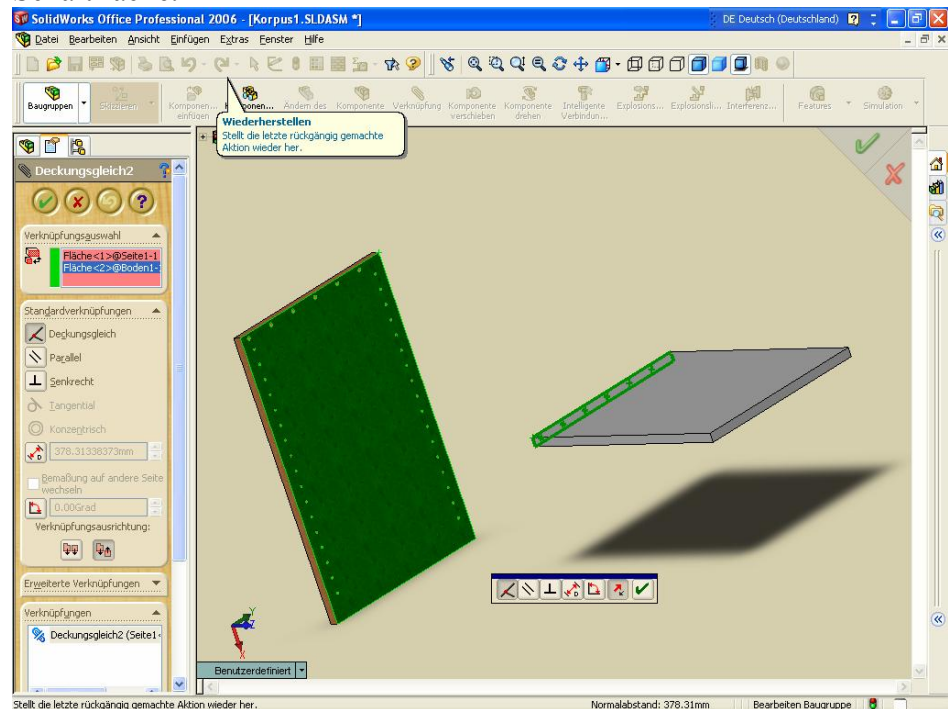 SolidWorks Office Professional 2006 - [Korpus1.SLDASM *]
DE Deutsch (Deutschland)
Datei Bearbeiten Ansicht Einfügen Extras Fenster Hilfe
Baugruppen
Skizzieren
Komponen... einfügen
Ändern des
Komponente
Verknüpfung
Komponente verschieben
Komponente drehen
Intelligente Verbindun...
Explosions...
Explosionsli...
Interferenz...
Features
Simulation
Wiederherstellen
Stellt die letzte rückgängig gemachte
Aktion wieder her.
Deckungsgleich2
Verknüpfungsauswahl
Fläche<1>@Seite1-1
Fläche<2>@Boden1-
Standardverknüpfungen
Deckungsgleich
Parallel
Senkrecht
Tangential
Konzentrisch
378.31338373mm
Bemaßung auf andere Seite
wechseln
0.00Grad
Verknüpfungsausrichtung:
Erweiterte Verknüpfungen
Verknüpfungen
Deckungsgleich2 (Seite1
Y
Z
X
Benutzerdefiniert
Stellt die letzte rückgängig gemachte Aktion wieder her.
Normalabstand: 378.31mm
Bearbeiten Baugruppe